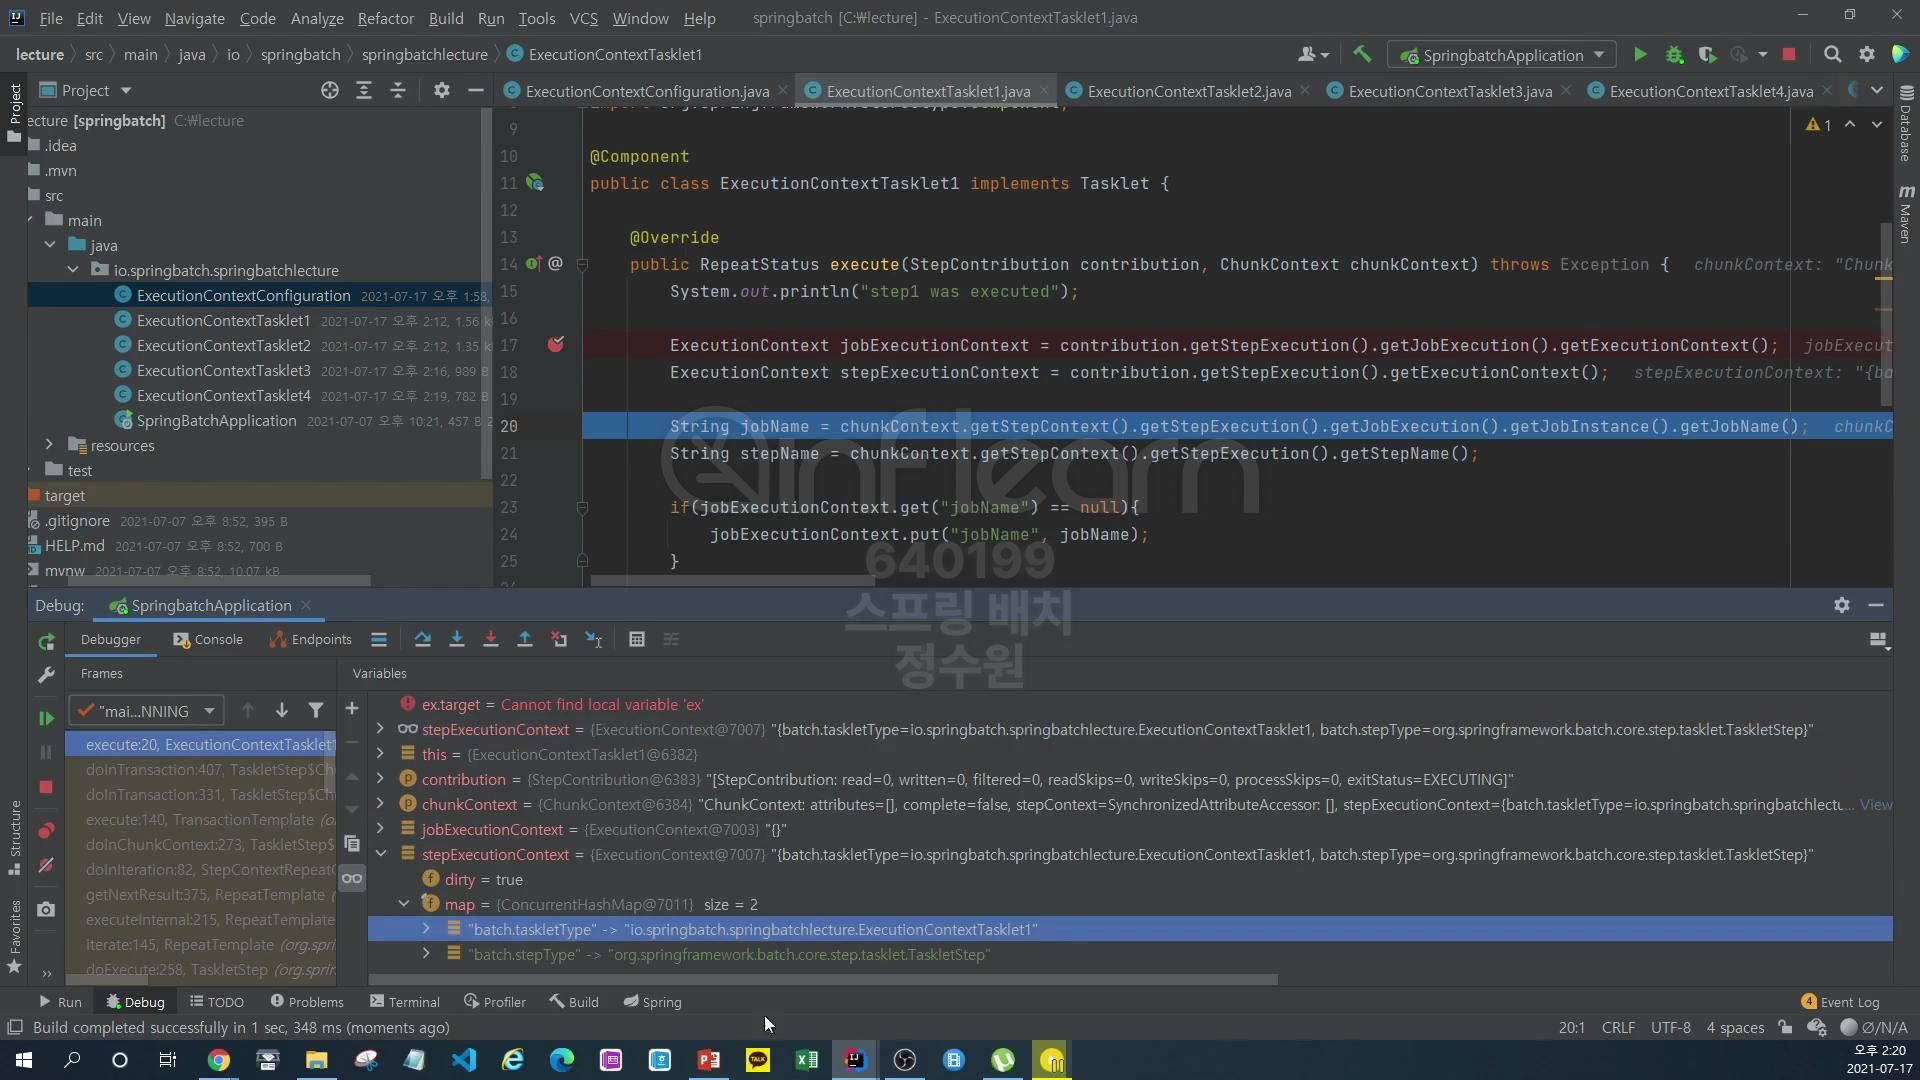 File Edit View Navigate Code Analyze Refactor Build Run Tools VCS Window Help springbatch [C:₩lecture] - ExecutionContextTasklet1.java
lecture src main java io springbatch springbatchlecture ExecutionContextTasklet1 SpringbatchApplication
Project
ExecutionContextConfiguration.java ExecutionContextTasklet1.java ExecutionContextTasklet2.java ExecutionContextTasklet3.java ExecutionContextTasklet4.java
Project
Database
Maven
Structure
Favorites
ecture [springbatch] C:₩lecture
.idea
.mvn
src
main
java
io.springbatch.springbatchlecture
ExecutionContextConfiguration 2021-07-17 오후 1:58,
ExecutionContextTasklet1 2021-07-17 오후 2:12, 1.56 k
ExecutionContextTasklet2 2021-07-17 오후 2:12, 1.35 k
ExecutionContextTasklet3 2021-07-17 오후 2:16, 989 B
ExecutionContextTasklet4 2021-07-17 오후 2:19, 782 B
SpringBatchApplication 2021-07-07 오후 10:21, 457 B
resources
test
target
.gitignore 2021-07-07 오후 8:52, 395 B
HELP.md 2021-07-07 오후 8:52, 700 B
mvnw 2021-07-07 오후 8:52, 10.07 kB
1
9
10 @Component
11 public class ExecutionContextTasklet1 implements Tasklet {
12
13 @Override
14 @ public RepeatStatus execute(StepContribution contribution, ChunkContext chunkContext) throws Exception { chunkContext: "Chunk
15 System.out.println("step1 was executed");
16
17 ExecutionContext jobExecutionContext = contribution.getStepExecution().getJobExecution().getExecutionContext(); jobExecut
18 ExecutionContext stepExecutionContext = contribution.getStepExecution().getExecutionContext(); stepExecutionContext: "{ba
19
20 String jobName = chunkContext.getStepContext().getStepExecution().getJobExecution().getJobInstance().getJobName(); chunkC
21 String stepName = chunkContext.getStepContext().getStepExecution().getStepName();
22
23 if(jobExecutionContext.get("jobName") == null){
24 jobExecutionContext.put("jobName", jobName);
25 }
inflearn
640199
스프링 배치
정수원
Debug: SpringbatchApplication
Debugger Console Endpoints
Frames
Variables
"mai...NNING
execute:20, ExecutionContextTasklet1
doInTransaction:407, TaskletStep$Chu
doInTransaction:331, TaskletStep$Chu
execute:140, TransactionTemplate (o
doInChunkContext:273, TaskletStep$
doInIteration:82, StepContextRepeatC
getNextResult:375, RepeatTemplate
executeInternal:215, RepeatTemplate
iterate:145, RepeatTemplate (org.spri
doExecute:258, TaskletStep (org.sprin
ex.target = Cannot find local variable 'ex'
stepExecutionContext = {ExecutionContext@7007} "{batch.taskletType=io.springbatch.springbatchlecture.ExecutionContextTasklet1, batch.stepType=org.springframework.batch.core.step.tasklet.TaskletStep}"
this = {ExecutionContextTasklet1@6382}
contribution = {StepContribution@6383} "[StepContribution: read=0, written=0, filtered=0, readSkips=0, writeSkips=0, processSkips=0, exitStatus=EXECUTING]"
chunkContext = {ChunkContext@6384} "ChunkContext: attributes=[], complete=false, stepContext=SynchronizedAttributeAccessor: [], stepExecutionContext={batch.taskletType=io.springbatch.springbatchlectu... View
jobExecutionContext = {ExecutionContext@7003} "{}"
stepExecutionContext = {ExecutionContext@7007} "{batch.taskletType=io.springbatch.springbatchlecture.ExecutionContextTasklet1, batch.stepType=org.springframework.batch.core.step.tasklet.TaskletStep}"
dirty = true
map = {ConcurrentHashMap@7011} size = 2
"batch.taskletType" -> "io.springbatch.springbatchlecture.ExecutionContextTasklet1"
"batch.stepType" -> "org.springframework.batch.core.step.tasklet.TaskletStep"
Run Debug TODO Problems Terminal Profiler Build Spring 4 Event Log
Build completed successfully in 1 sec, 348 ms (moments ago) 20:1 CRLF UTF-8 4 spaces Ø/N/A
TALK
오후 2:20
2021-07-17